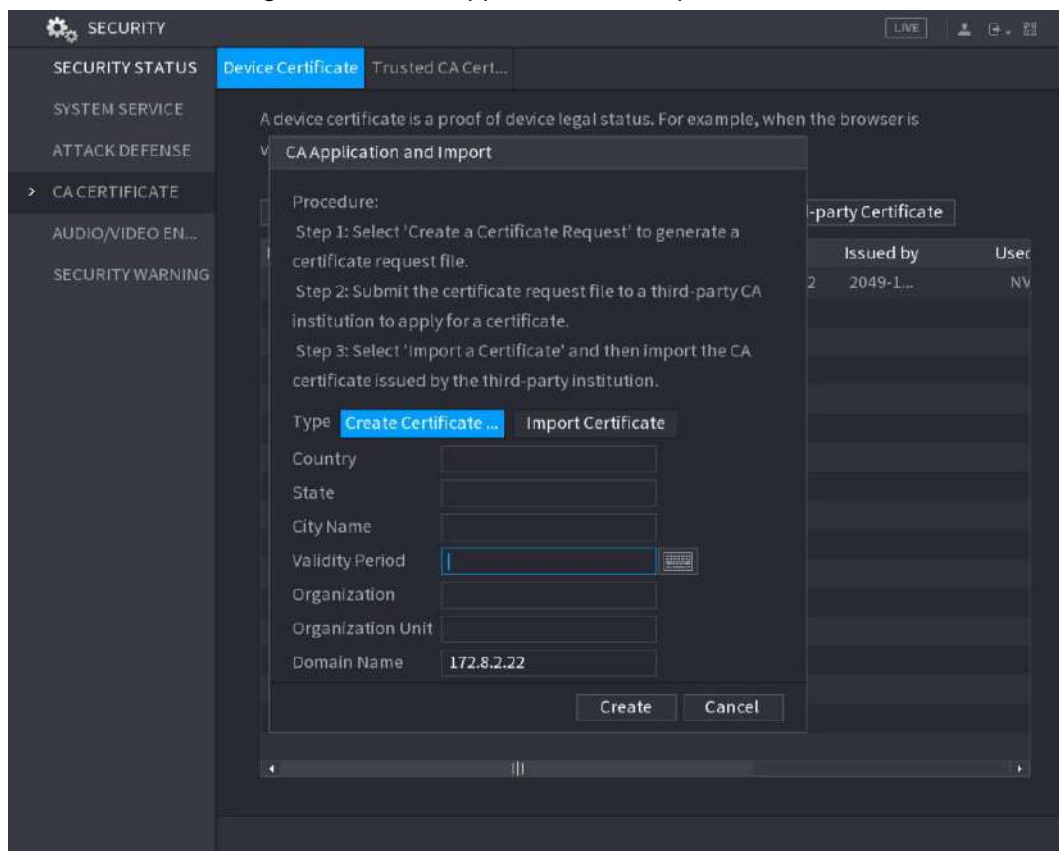 SECURITY
LIVE
SECURITY STATUS
Device Certificate
Trusted CA Cert...
SYSTEM SERVICE
A device certificate is a proof of device legal status. For example, when the browser is
ATTACK DEFENSE
CA Application and Import
> CA CERTIFICATE
Procedure:
-party Certificate
AUDIO/VIDEO EN...
Step 1: Select 'Create a Certificate Request' to generate a
certificate request file.
Issued by
SECURITY WARNING
Step 2: Submit the certificate request file to a third-party CA
2 2049-1...
NV
institution to apply for a certificate.
Step 3: Select 'Import a Certificate' and then import the CA
certificate issued by the third-party institution.
Type Create Certificate ... Import Certificate
Country
State
City Name
Validity Period
Organization
Organization Unit
Domain Name 172.8.2.22
Create Cancel